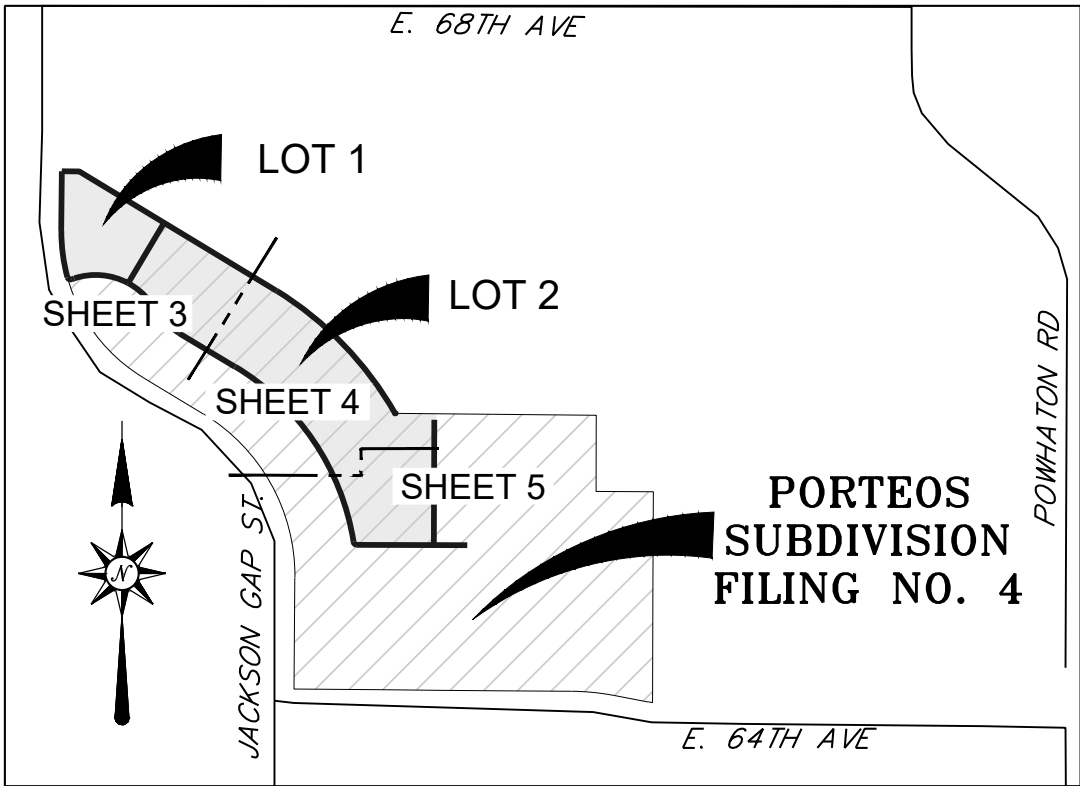 E. 68TH AVE
LOT 1
LOT 2
SHEET 3
SHEET 4
SHEET 5
POWHATON RD
PORTEOS
SUBDIVISION
FILING NO. 4
N
JACKSON GAP ST.
E. 64TH AVE